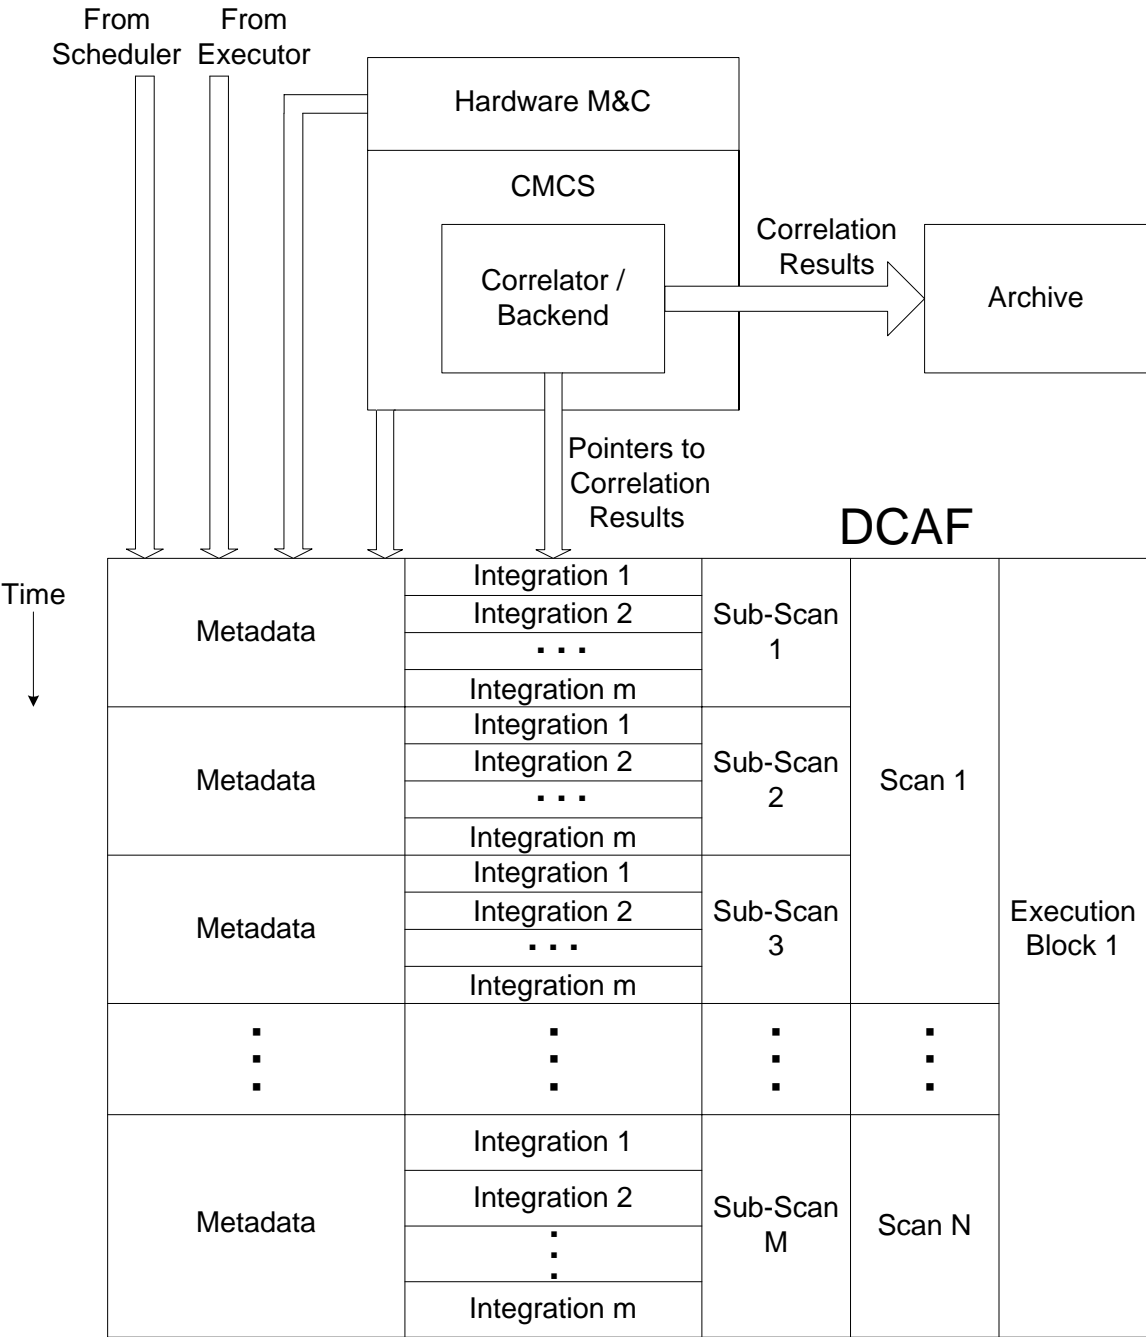 From
Scheduler
From
Executor
Hardware M&C
CMCS
Correlator /
Backend
Correlation
Results
Archive
Pointers to
Correlation
Results
DCAF
Time
Metadata
Integration 1
Integration 2
. . .
Integration m
Sub-Scan
1
Metadata
Integration 1
Integration 2
. . .
Integration m
Sub-Scan
2
Scan 1
Metadata
Integration 1
Integration 2
. . .
Integration m
Sub-Scan
3
Execution
Block 1
Metadata
Integration 1
Integration 2
Integration m
Sub-Scan
M
Scan N